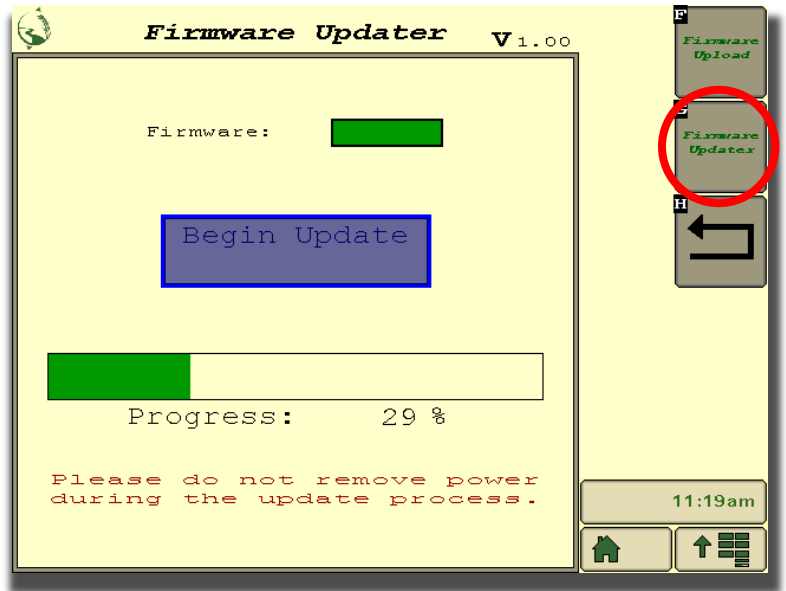 Firmware Updater V1.00
Firmware:
Begin Update
Progress: 29 %
Please do not remove power
during the update process.
F
Firmware
Upload
G
Firmware
Updater
H
11:19am